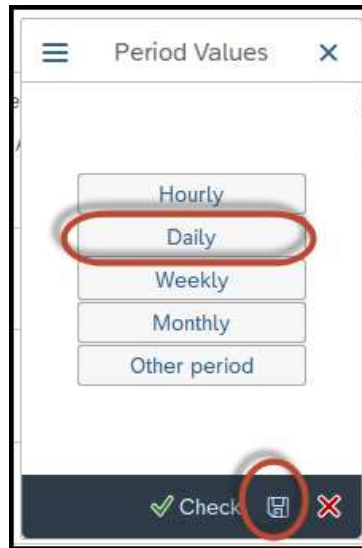 Period Values
Hourly
Daily
Weekly
Monthly
Other period
Check